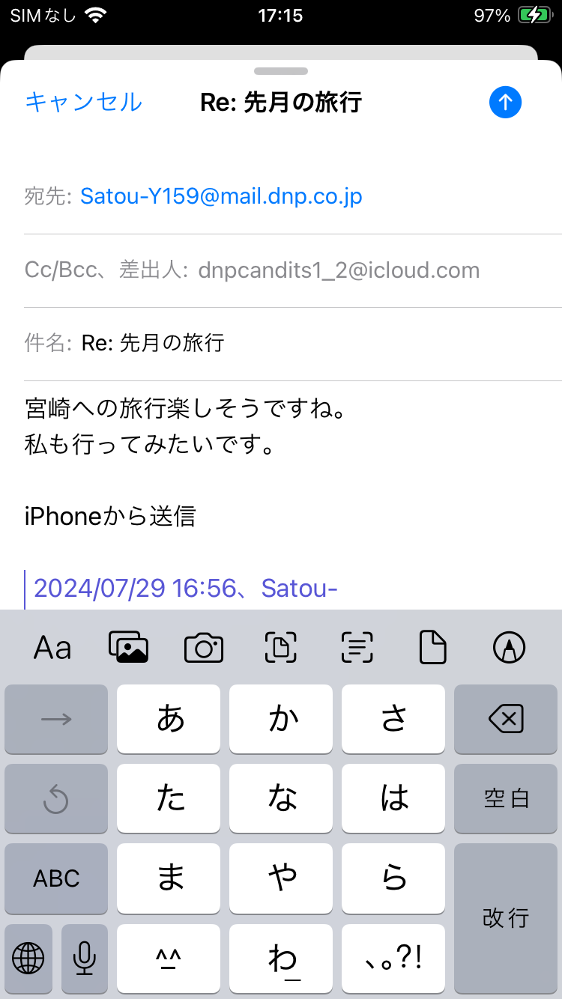 SIMなし 17:15 97%
キャンセル Re: 先月の旅行
宛先: Satou-Y159@mail.dnp.co.jp
Cc/Bcc、差出人: dnpcandits1_2@icloud.com
件名: Re: 先月の旅行
宮崎への旅行楽しそうですね。
私も行ってみたいです。
iPhoneから送信
2024/07/29 16:56、Satou-
Aa
→ あ か さ
た な は 空白
ABC ま や ら
改行
^_^ わ_ 、。?!